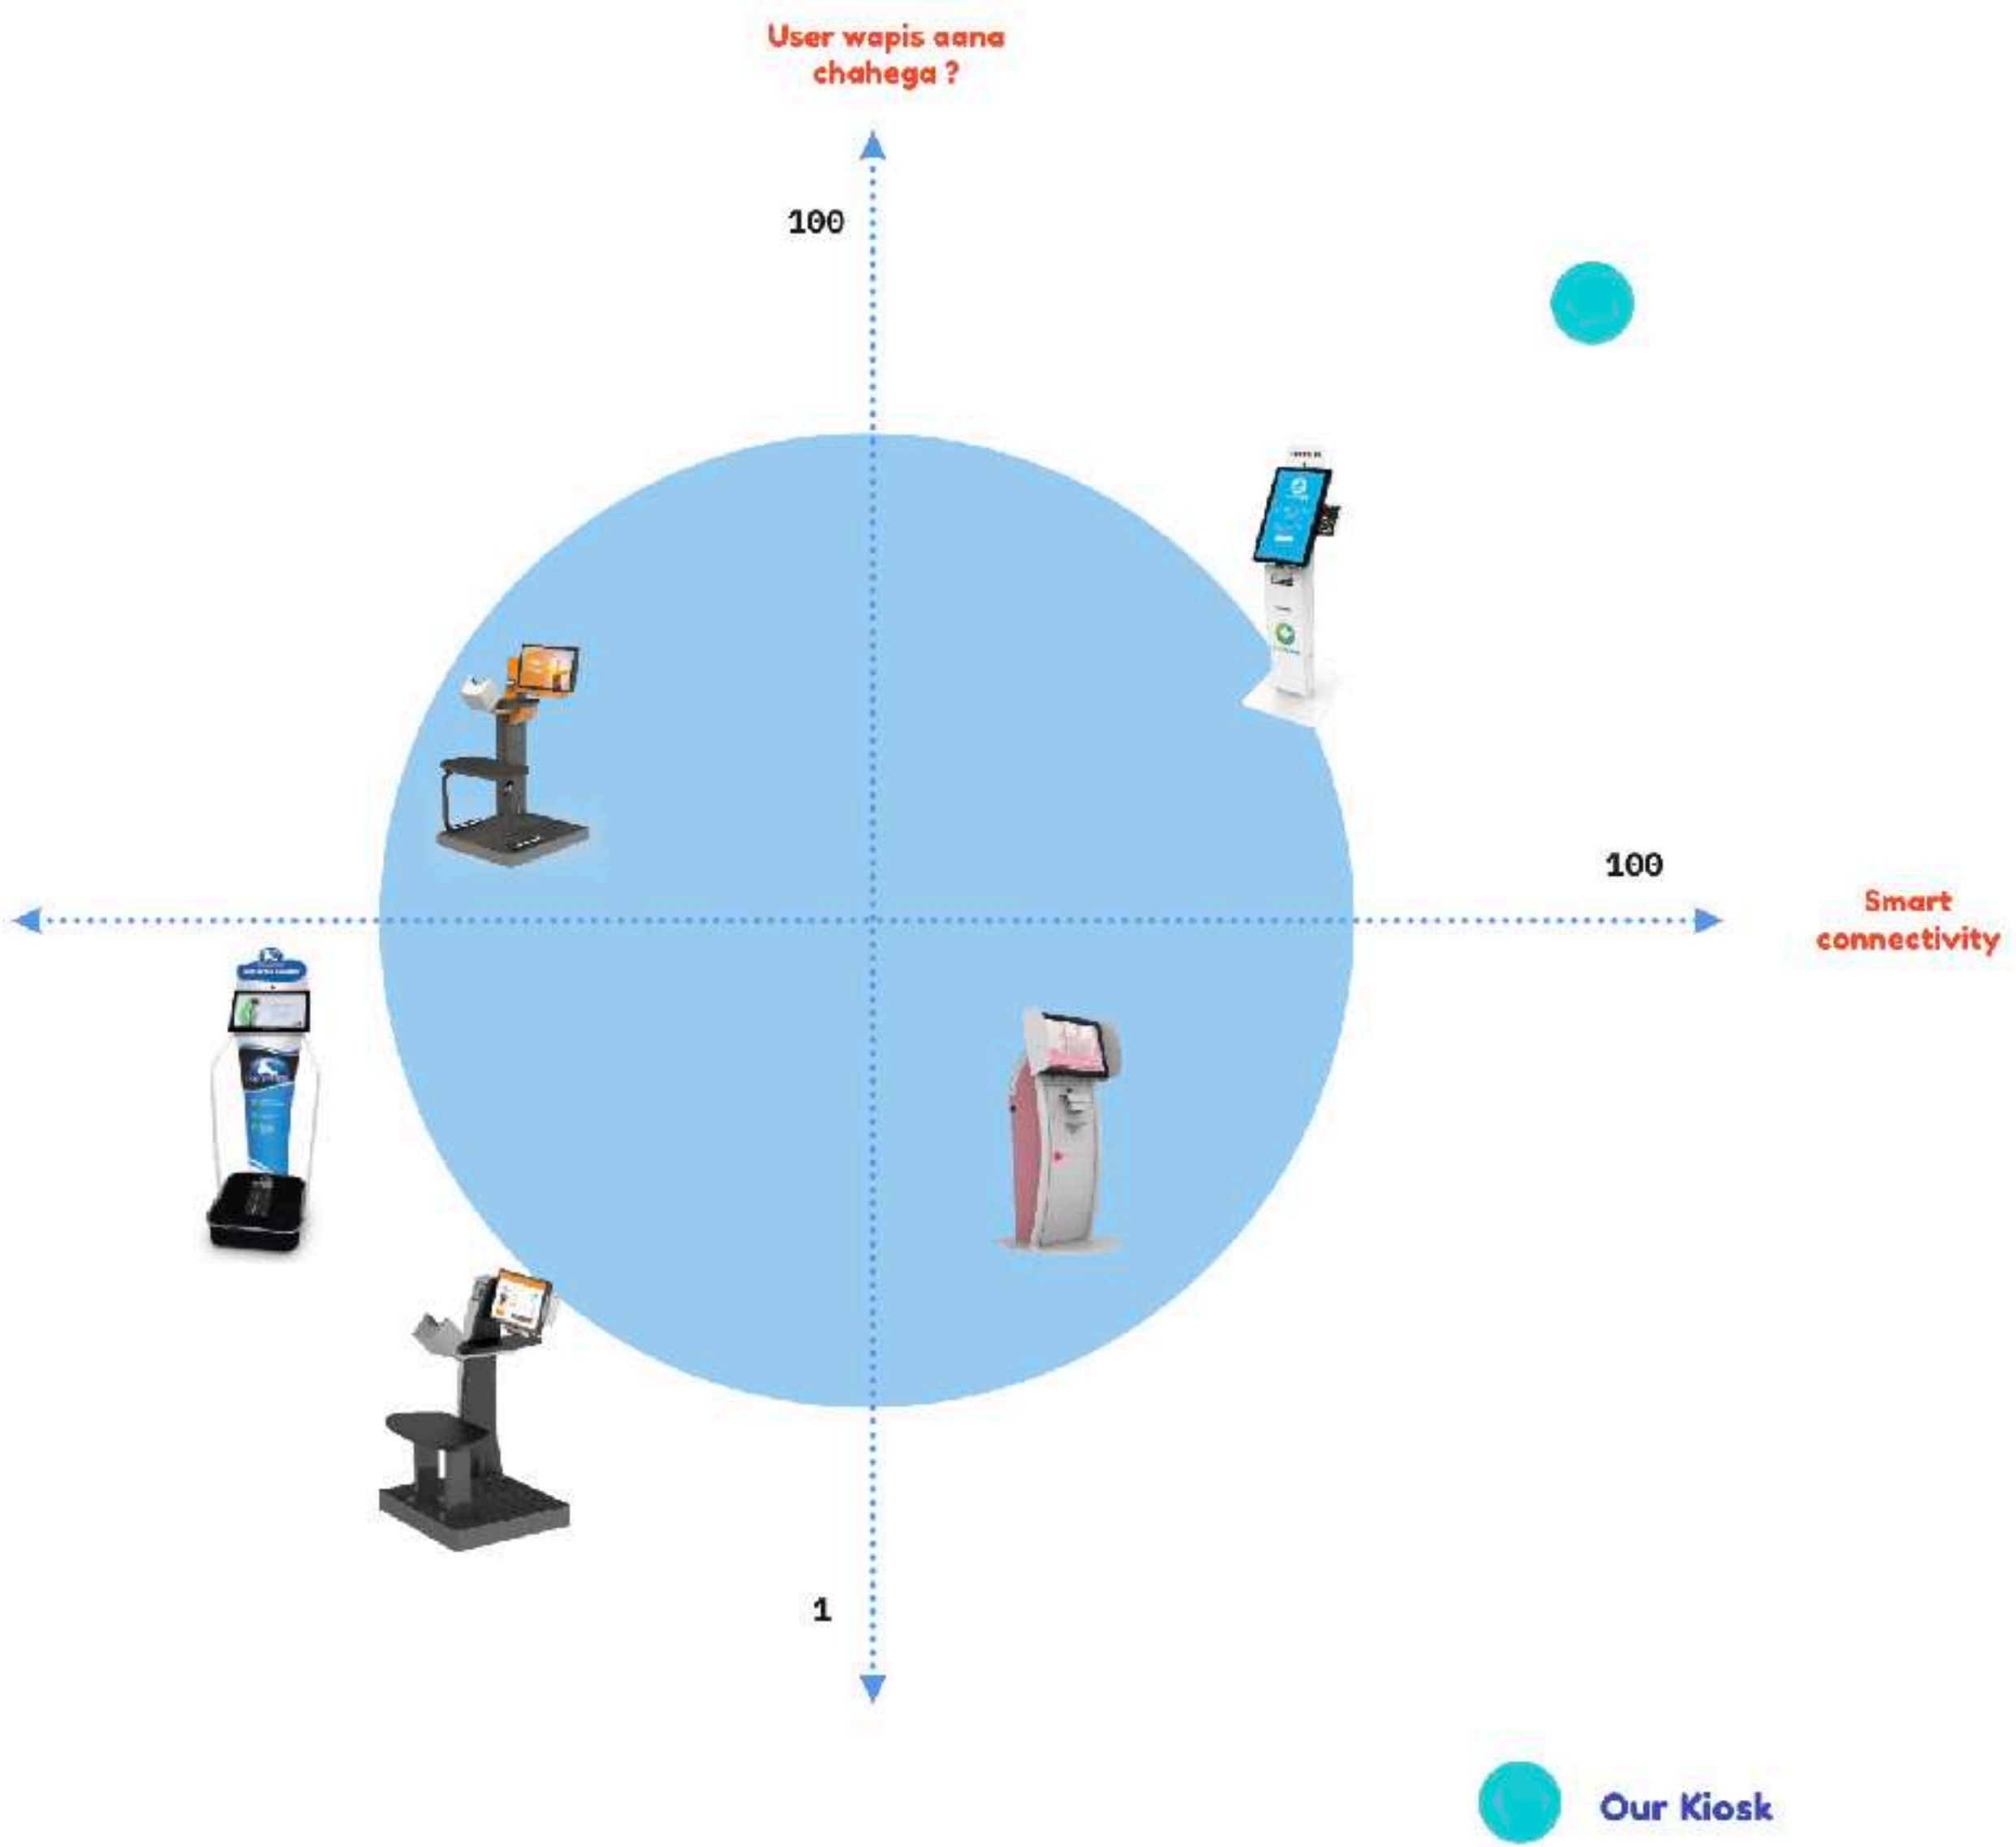 User wapis aana
chahega ?
100
100
Smart
connectivity
1
Our Kiosk